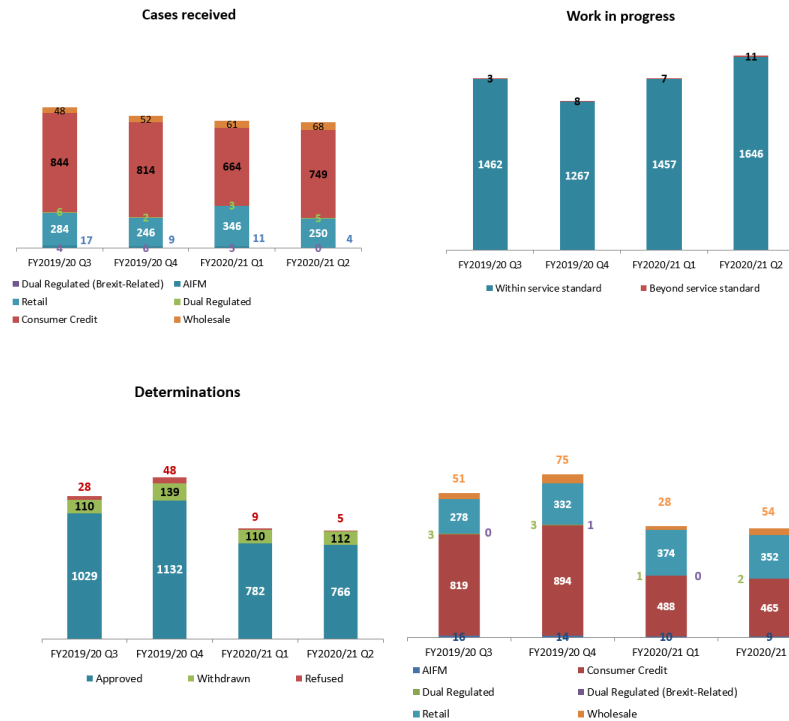 Cases received
48
52
61
68
844
814
664
749
6
2
3
5
284
246
346
250
17
9
11
4
4
6
0
FY2019/20 Q3
FY2019/20 Q4
FY2020/21 Q1
FY2020/21 Q2
Dual Regulated (Brexit-Related)
AIFM
Retail
Dual Regulated
Consumer Credit
Wholesale
Work in progress
3
8
7
11
1462
1267
1457
1646
FY2019/20 Q3
FY2019/20 Q4
FY2020/21 Q1
FY2020/21 Q2
Within service standard
Beyond service standard
Determinations
28
48
9
5
110
139
110
112
1029
1132
782
766
FY2019/20 Q3
FY2019/20 Q4
FY2020/21 Q1
FY2020/21 Q2
Approved
Withdrawn
Refused
51
75
28
54
278
332
374
352
3
0
3
1
1
0
2
819
894
488
465
16
14
10
9
FY2019/20 Q3
FY2019/20 Q4
FY2020/21 Q1
FY2020/21
AIFM
Consumer Credit
Dual Regulated
Dual Regulated (Brexit-Related)
Retail
Wholesale